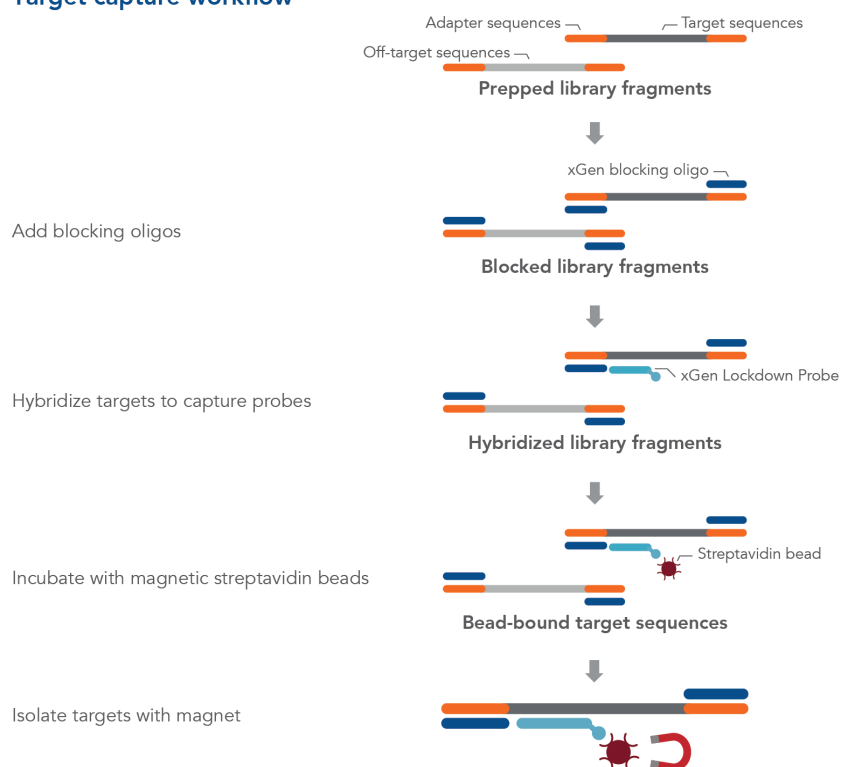 Target capture workflow
Adapter sequences
Target sequences
Off-target sequences
Prepped library fragments
xGen blocking oligo
Add blocking oligos
Blocked library fragments
xGen Lockdown Probe
Hybridize targets to capture probes
Hybridized library fragments
Streptavidin bead
Incubate with magnetic streptavidin beads
Bead-bound target sequences
Isolate targets with magnet